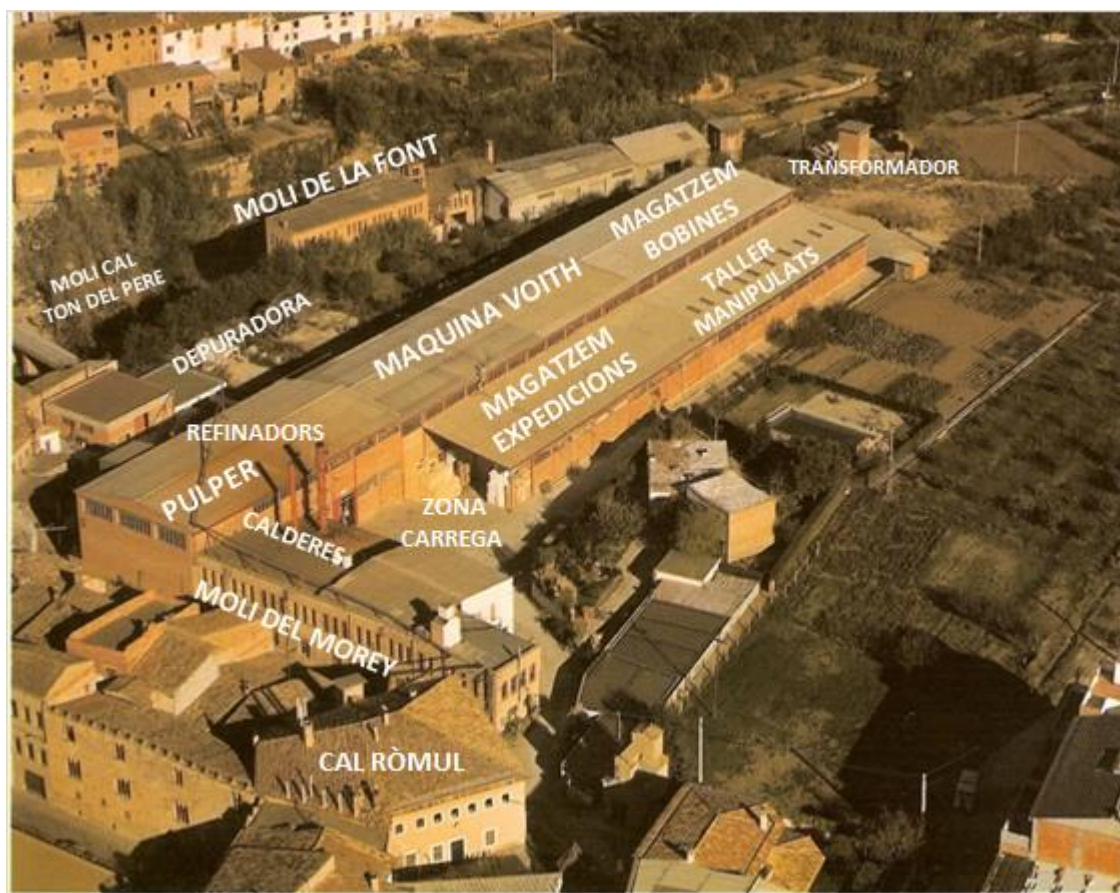 MOLI DE LA FONT
TRANSFORMADOR
MAGATZEM
BOBINES
MOLI CAL
TON DEL PERE
MAQUINA VOITH
TALLER
MANIPULATS
DEPURADORA
MAGATZEM
EXPEDICIONS
REFINADORS
PULPER
ZONA
CARREGA
CALDERES
MOLI DEL MOREY
CAL RÒMUL